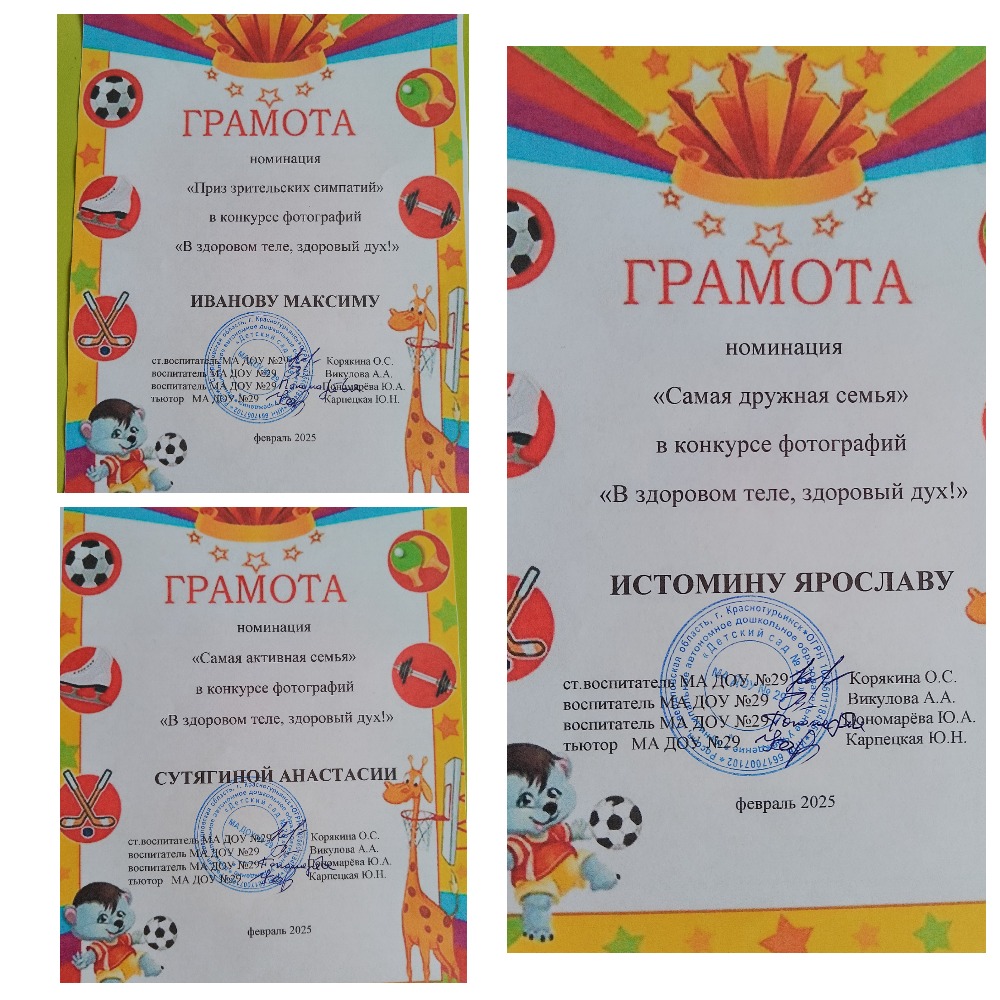 ГРАМОТА
номинация
«Приз зрительских симпатий»
в конкурсе фотографий
«В здоровом теле, здоровый дух!»
ИВАНОВУ МАКСИМУ
ст.воспитатель МА ДОУ №29 Корякина О.С.
воспитатель МА ДОУ №29 Викулова А.А.
воспитатель МА ДОУ №29 Пономарёва Ю.А.
тьютор МА ДОУ №29 Карпецкая Ю.Н.
февраль 2025
ГРАМОТА
номинация
«Самая активная семья»
в конкурсе фотографий
«В здоровом теле, здоровый дух!»
СУТЯГИНОЙ АНАСТАСИИ
ст.воспитатель МА ДОУ №29 Корякина О.С.
воспитатель МА ДОУ №29 Викулова А.А.
воспитатель МА ДОУ №29 Пономарёва Ю.А.
тьютор МА ДОУ №29 Карпецкая Ю.Н.
февраль 2025
ГРАМОТА
номинация
«Самая дружная семья»
в конкурсе фотографий
«В здоровом теле, здоровый дух!»
ИСТОМИНУ ЯРОСЛАВУ
ст.воспитатель МА ДОУ №29 Корякина О.С.
воспитатель МА ДОУ №29 Викулова А.А.
воспитатель МА ДОУ №29 Пономарёва Ю.А.
тьютор МА ДОУ №29 Карпецкая Ю.Н.
февраль 2025